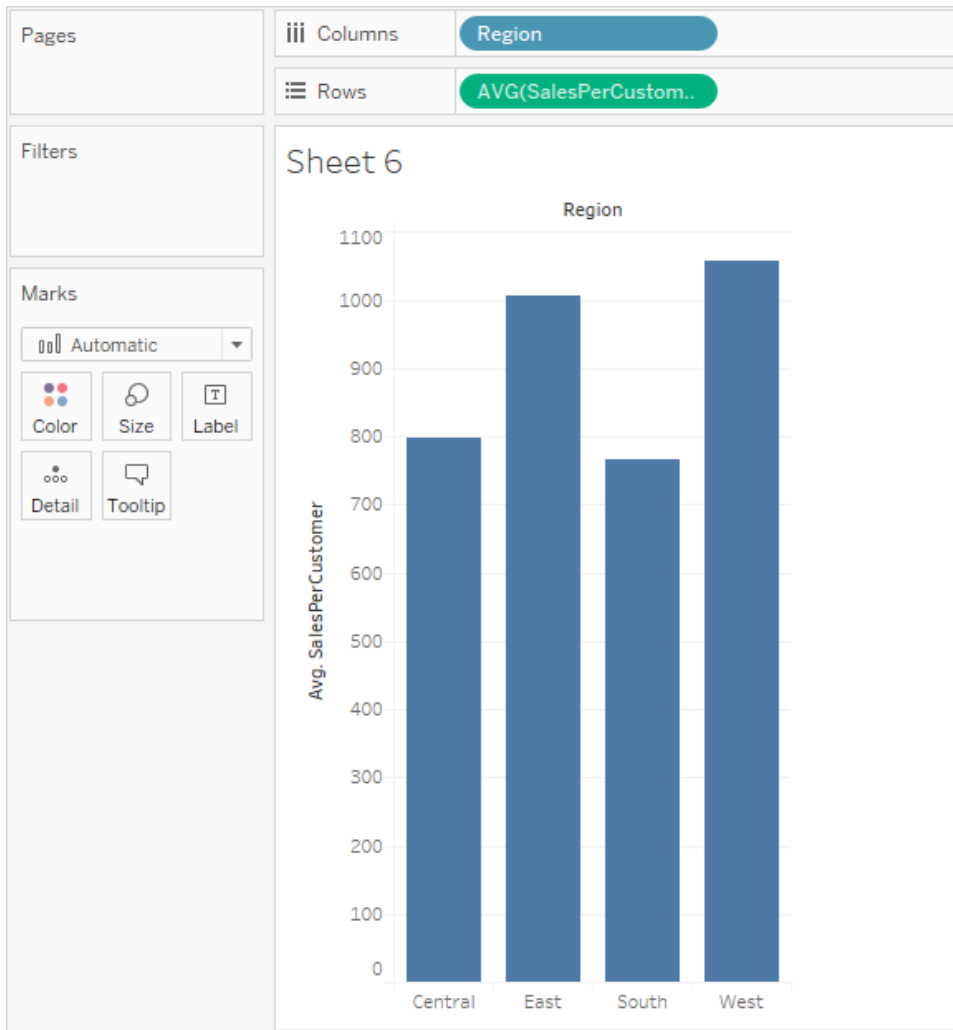 Pages
Columns
Region
Rows
AVG(SalesPerCustom..
Filters
Marks
Automatic
Color
Size
Label
Detail
Tooltip
Sheet 6
Region
1100
1000
900
800
700
600
500
400
300
200
100
0
Avg. SalesPerCustomer
Central
East
South
West